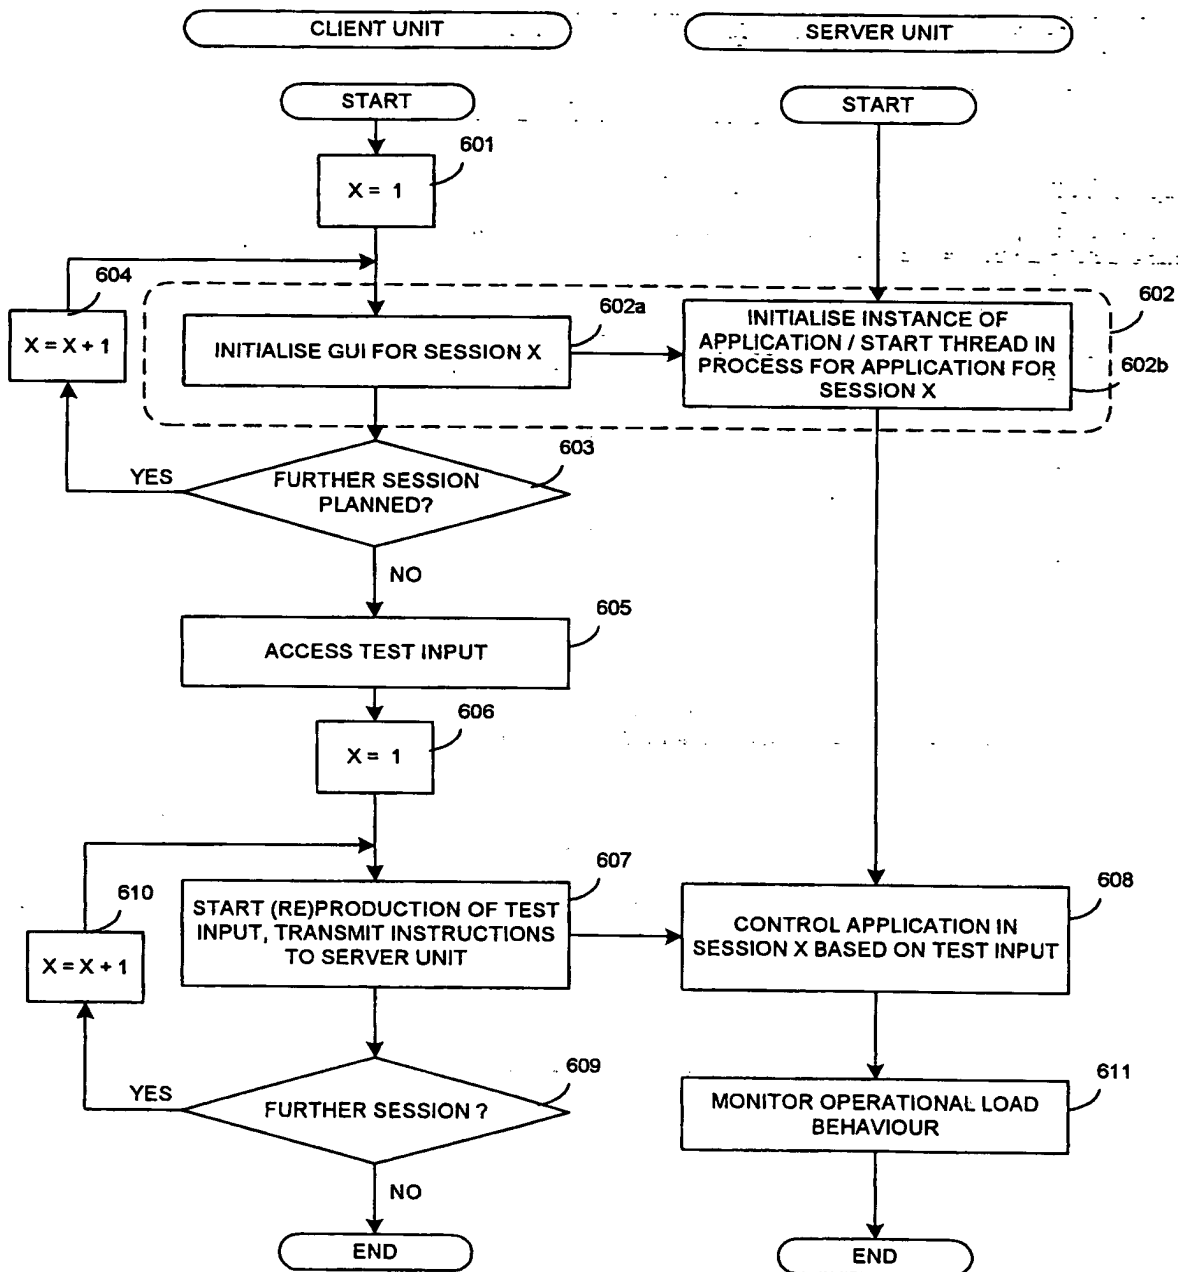 CLIENT UNIT
SERVER UNIT
START
START
601
X = 1
604
X = X + 1
602
602a
INITIALISE GUI FOR SESSION X
INITIALISE INSTANCE OF
APPLICATION / START THREAD IN
PROCESS FOR APPLICATION FOR
SESSION X
602b
603
YES
FURTHER SESSION
PLANNED?
NO
605
ACCESS TEST INPUT
606
X = 1
607
608
610
START (RE)PRODUCTION OF TEST
INPUT, TRANSMIT INSTRUCTIONS
TO SERVER UNIT
CONTROL APPLICATION IN
SESSION X BASED ON TEST INPUT
X = X + 1
609
611
YES
FURTHER SESSION ?
MONITOR OPERATIONAL LOAD
BEHAVIOUR
NO
END
END